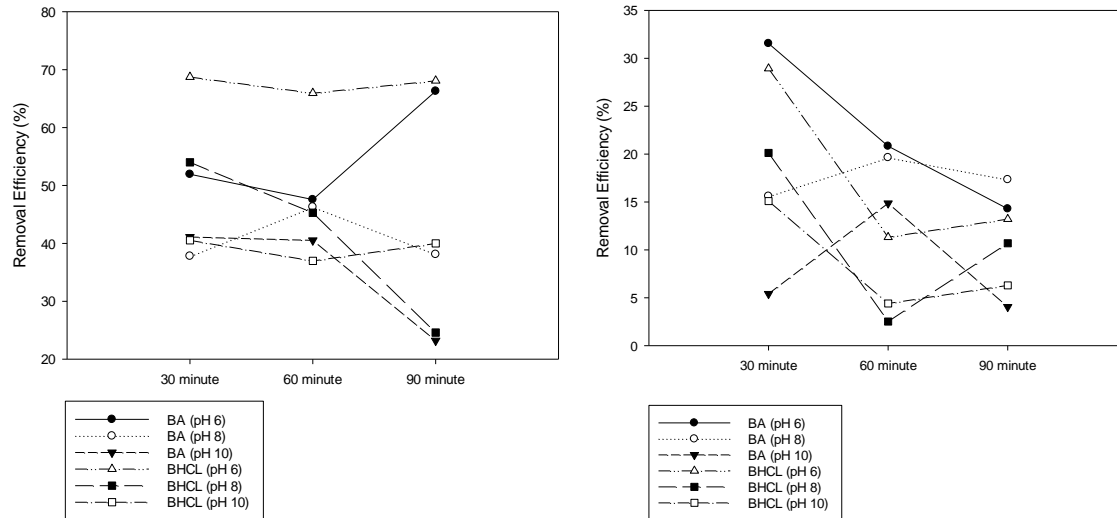 Removal Efficiency (%)
80
70
60
50
40
30
20
30 minute
60 minute
90 minute
BA (pH 6)
BA (pH 8)
BA (pH 10)
BHCL (pH 6)
BHCL (pH 8)
BHCL (pH 10)
Removal Efficiency (%)
35
30
25
20
15
10
5
0
30 minute
60 minute
90 minute
BA (pH 6)
BA (pH 8)
BA (pH 10)
BHCL (pH 6)
BHCL (pH 8)
BHCL (pH 10)